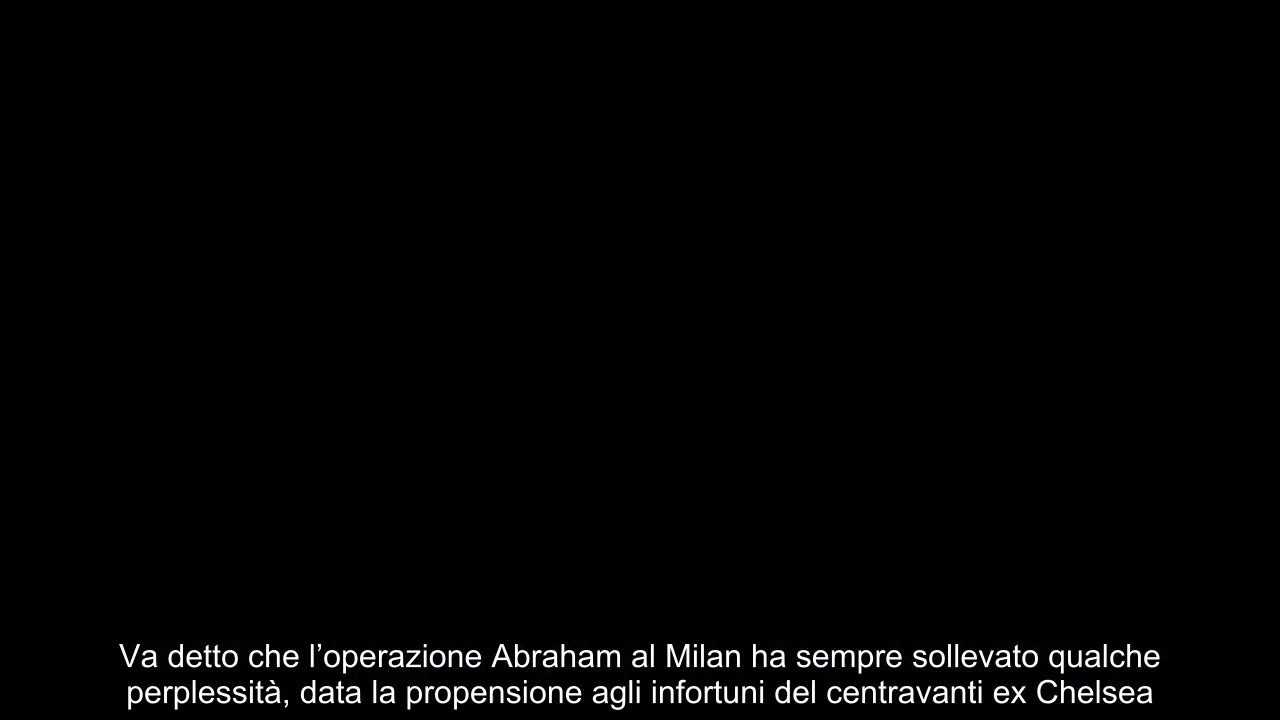 Va detto che l’operazione Abraham al Milan ha sempre sollevato qualche
perplessità, data la propensione agli infortuni del centravanti ex Chelsea